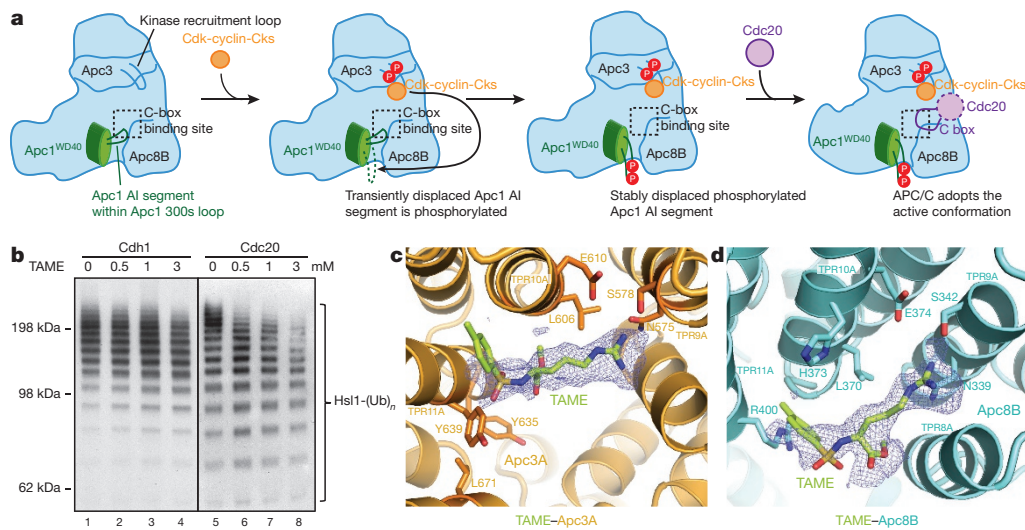 a
Kinase recruitment loop
Cdk-cyclin-Cks
Apc3
C-box
binding site
Apc1WD40
Apc8B
Apc1 AI segment
within Apc1 300s loop
Apc3
P
P
Cdk-cyclin-Cks
C-box
binding site
Apc1WD40
Apc8B
Transiently displaced Apc1 AI
segment is phosphorylated
Apc3
P
P
Cdk-cyclin-Cks
C-box
binding site
Apc1WD40
Apc8B
P
P
Stably displaced phosphorylated
Apc1 AI segment
Cdc20
Apc3
P
P
Cdk-cyclin-Cks
Cdc20
C box
Apc1WD40
Apc8B
P
P
APC/C adopts the
active conformation
b
Cdh1 Cdc20
TAME 0 0.5 1 3 0 0.5 1 3 mM
198 kDa
98 kDa
62 kDa
Hsl1-(Ub)n
1 2 3 4 5 6 7 8
c
E610
TPR10A
S578
L606
N575
TPR9A
TAME
TPR11A
Y639
Y635
Apc3A
L671
TAME–Apc3A
d
TPR10A
TPR9A
S342
E374
H373
TPR11A
L370
N339
R400
Apc8B
TPR8A
TAME
TAME–Apc8B